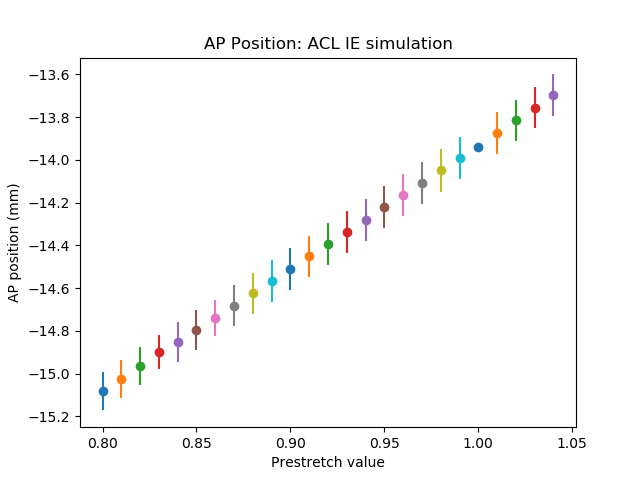 AP Position: ACL IE simulation
−13.6
−13.8
−14.0
−14.2
−14.4
−14.6
−14.8
−15.0
−15.2
AP position (mm)
0.80 0.85 0.90 0.95 1.00 1.05
Prestretch value